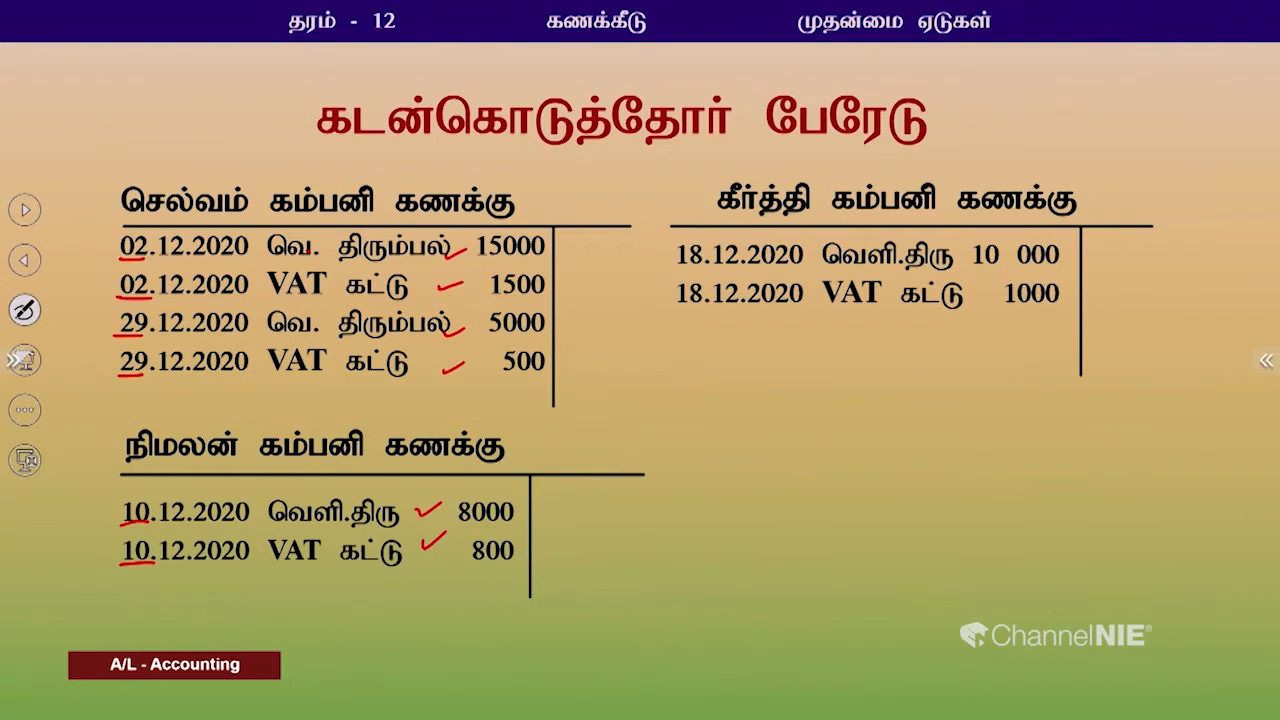 தரம் - 12 கணக்கீடு முதன்மை ஏடுகள்
கடன்கொடுத்தோர் பேரேடு
செல்வம் கம்பனி கணக்கு
02.12.2020 வெ. திரும்பல் 15000
02.12.2020 VAT கட்டு 1500
29.12.2020 வெ. திரும்பல் 5000
29.12.2020 VAT கட்டு 500
கீர்த்தி கம்பனி கணக்கு
18.12.2020 வெளி.திரு 10 000
18.12.2020 VAT கட்டு 1000
நிமலன் கம்பனி கணக்கு
10.12.2020 வெளி.திரு 8000
10.12.2020 VAT கட்டு 800
ChannelNIE®
A/L - Accounting